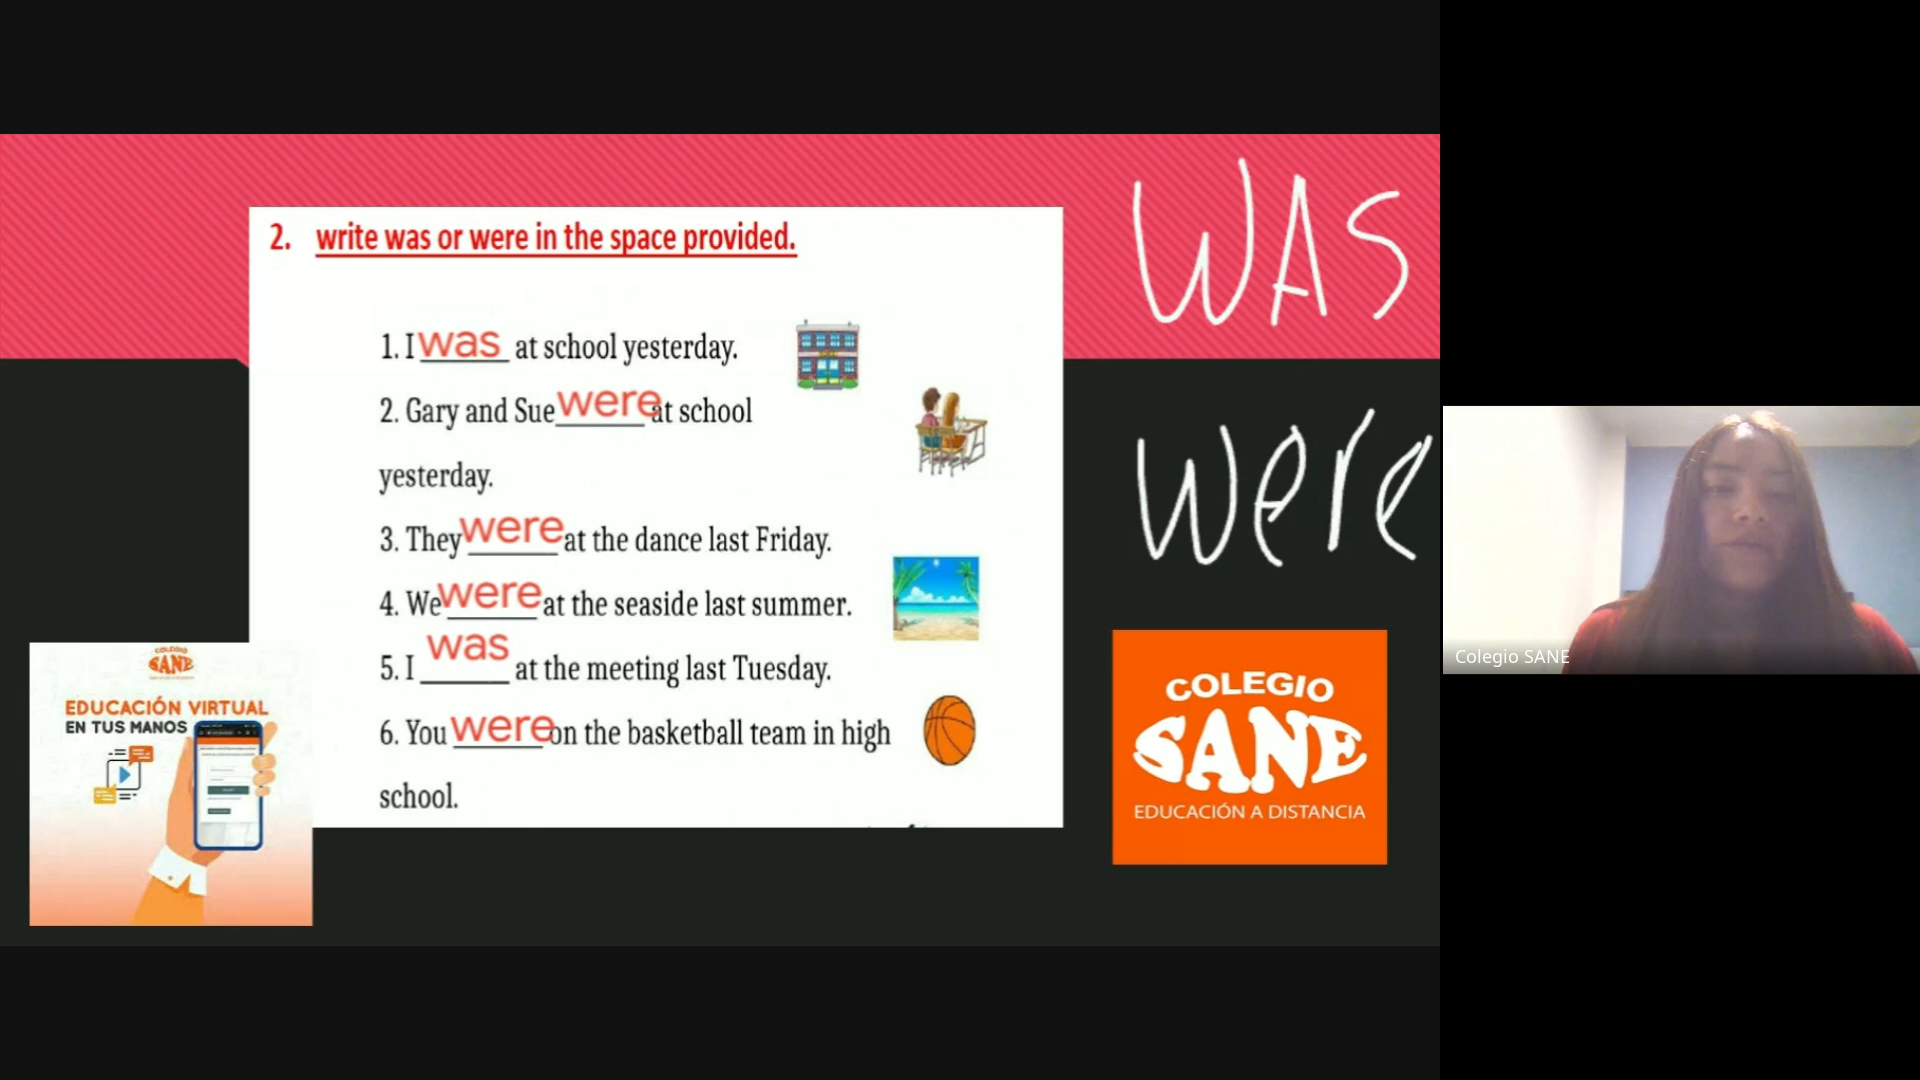 2. write was or were in the space provided.
1. I was at school yesterday.
2. Gary and Sue were at school
yesterday.
3. They were at the dance last Friday.
4. We were at the seaside last summer.
5. I was at the meeting last Tuesday.
6. You were on the basketball team in high
school.
WAS
were
COLEGIO
SANE
EDUCACIÓN VIRTUAL
EN TUS MANOS
COLEGIO
SANE
EDUCACIÓN A DISTANCIA
Colegio SANE